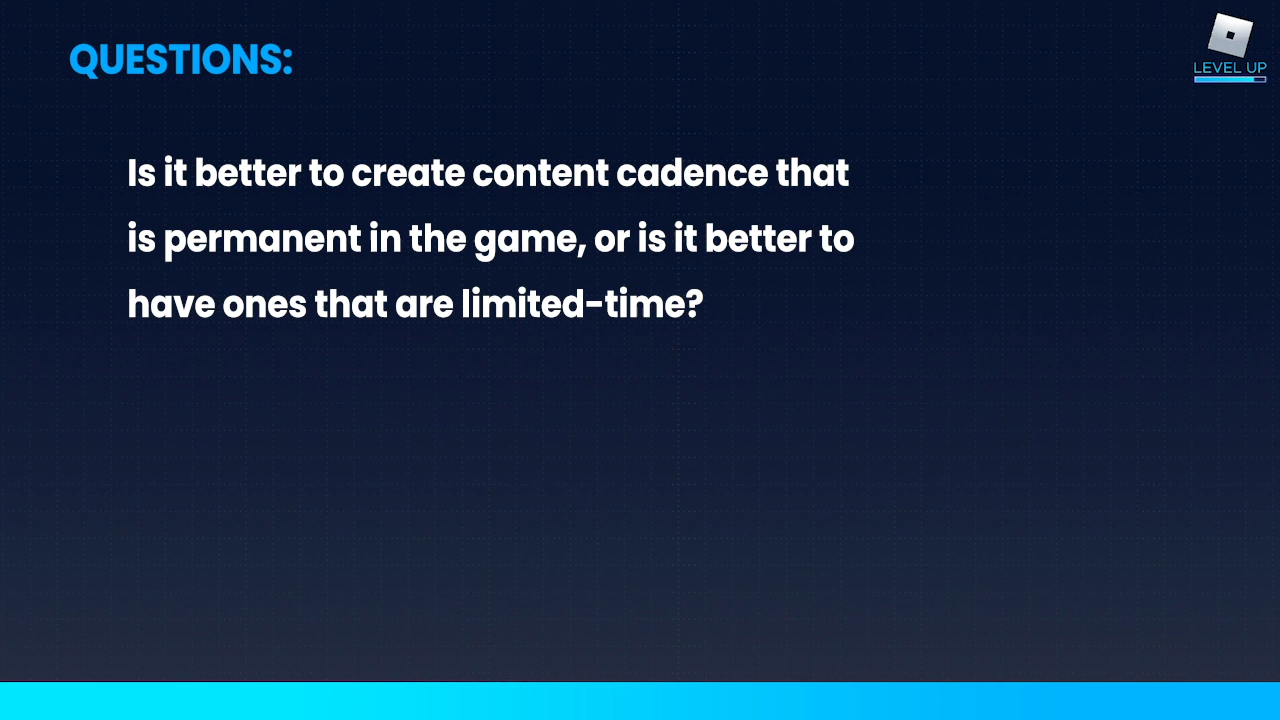 QUESTIONS:
LEVEL UP
Is it better to create content cadence that
is permanent in the game, or is it better to
have ones that are limited-time?